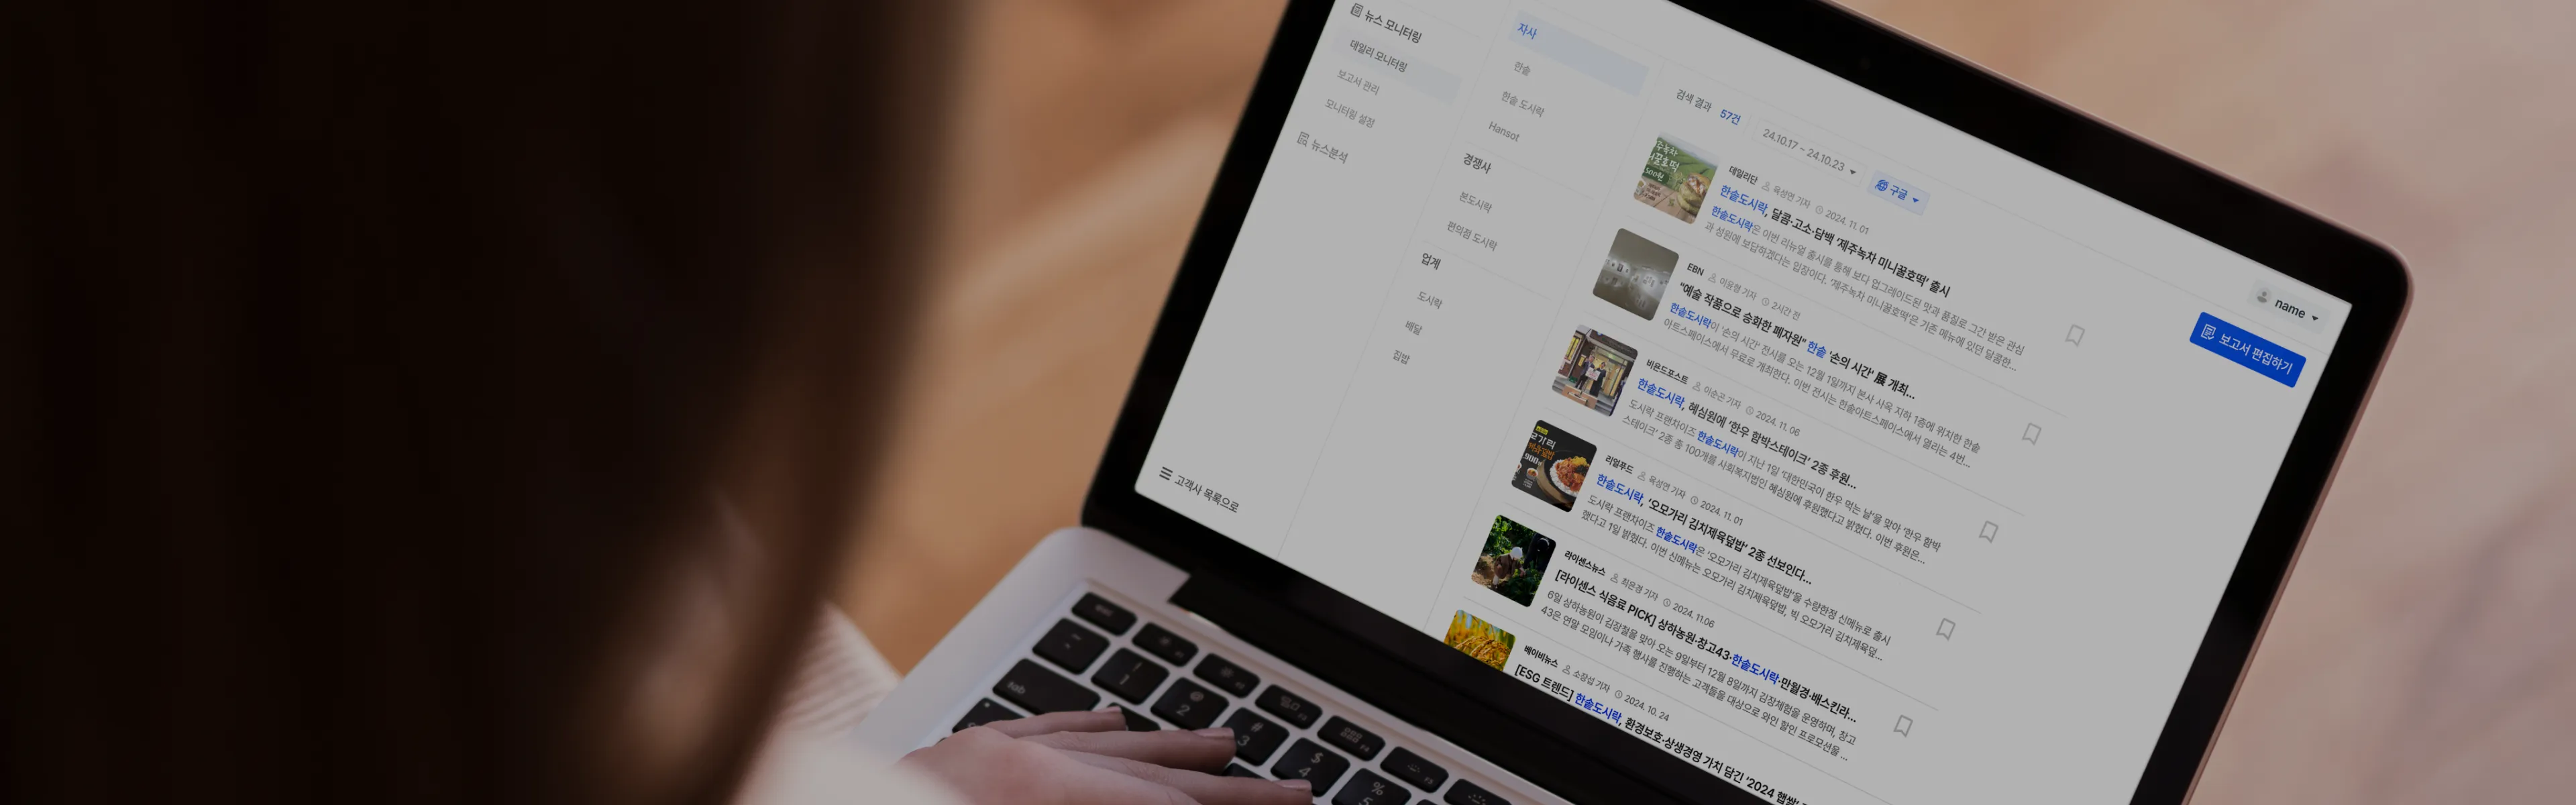 뉴스 모니터링
데일리 모니터링
보고서 관리
모니터링 설정
뉴스분석
고객사 목록으로
자사
한솥
한솥 도시락
Hansot
경쟁사
본도시락
편의점 도시락
업계
도시락
배달
집밥
검색 결과 57건
24.10.17 ~ 24.10.23
구글
name
보고서 편집하기
데일리단 육성연 기자 2024. 11. 01
한솥도시락, 달콤·고소·담백 '제주녹차 미니꿀호떡' 출시
한솥도시락은 이번 리뉴얼 출시를 통해 보다 업그레이드된 맛과 품질로 그간 받은 관심
과 성원에 보답하겠다는 입장이다. '제주녹차 미니꿀호떡'은 기존 메뉴에 있던 달콤한...
EBN 이윤형 기자 2시간 전
"예술 작품으로 승화한 폐자원" 한솥 '손의 시간' 展 개최...
한솥도시락이 '손의 시간' 전시를 오는 12월 1일까지 본사 사옥 지하 1층에 위치한 한솥
아트스페이스에서 무료로 개최한다. 이번 전시는 한솥아트스페이스에서 열리는 4번...
비욘드포스트 이순곤 기자 2024. 11. 06
한솥도시락, 혜심원에 '한우 함박스테이크' 2종 후원...
도시락 프랜차이즈 한솥도시락이 지난 1일 '대한민국이 한우 먹는 날'을 맞아 '한우 함박
스테이크' 2종 총 100개를 사회복지법인 혜심원에 후원했다고 밝혔다. 이번 후원은...
리얼푸드 육성연 기자 2024. 11. 01
한솥도시락, '오모가리 김치제육덮밥' 2종 선보인다...
도시락 프랜차이즈 한솥도시락은 '오모가리 김치제육덮밥'을 수량한정 신메뉴로 출시
했다고 1일 밝혔다. 이번 신메뉴는 오모가리 김치제육덮밥, 빅 오모가리 김치제육덮...
라이센스뉴스 최은경 기자 2024. 11.06
[라이센스 식음료 PICK] 상하농원·창고43·한솥도시락·만월경·배스킨라...
6일 상하농원이 김장철을 맞아 오는 9일부터 12월 8일까지 김장체험을 운영하며, 창고
43은 연말 모임이나 가족 행사를 진행하는 고객들을 대상으로 와인 할인 프로모션을 ...
베이비뉴스 소장섭 기자 2024. 10. 24
[ESG 트렌드] 한솥도시락, 환경보호·상생경영 가치 담긴 '2024 햅쌀'
tab
2
#
3
$
4
%
5